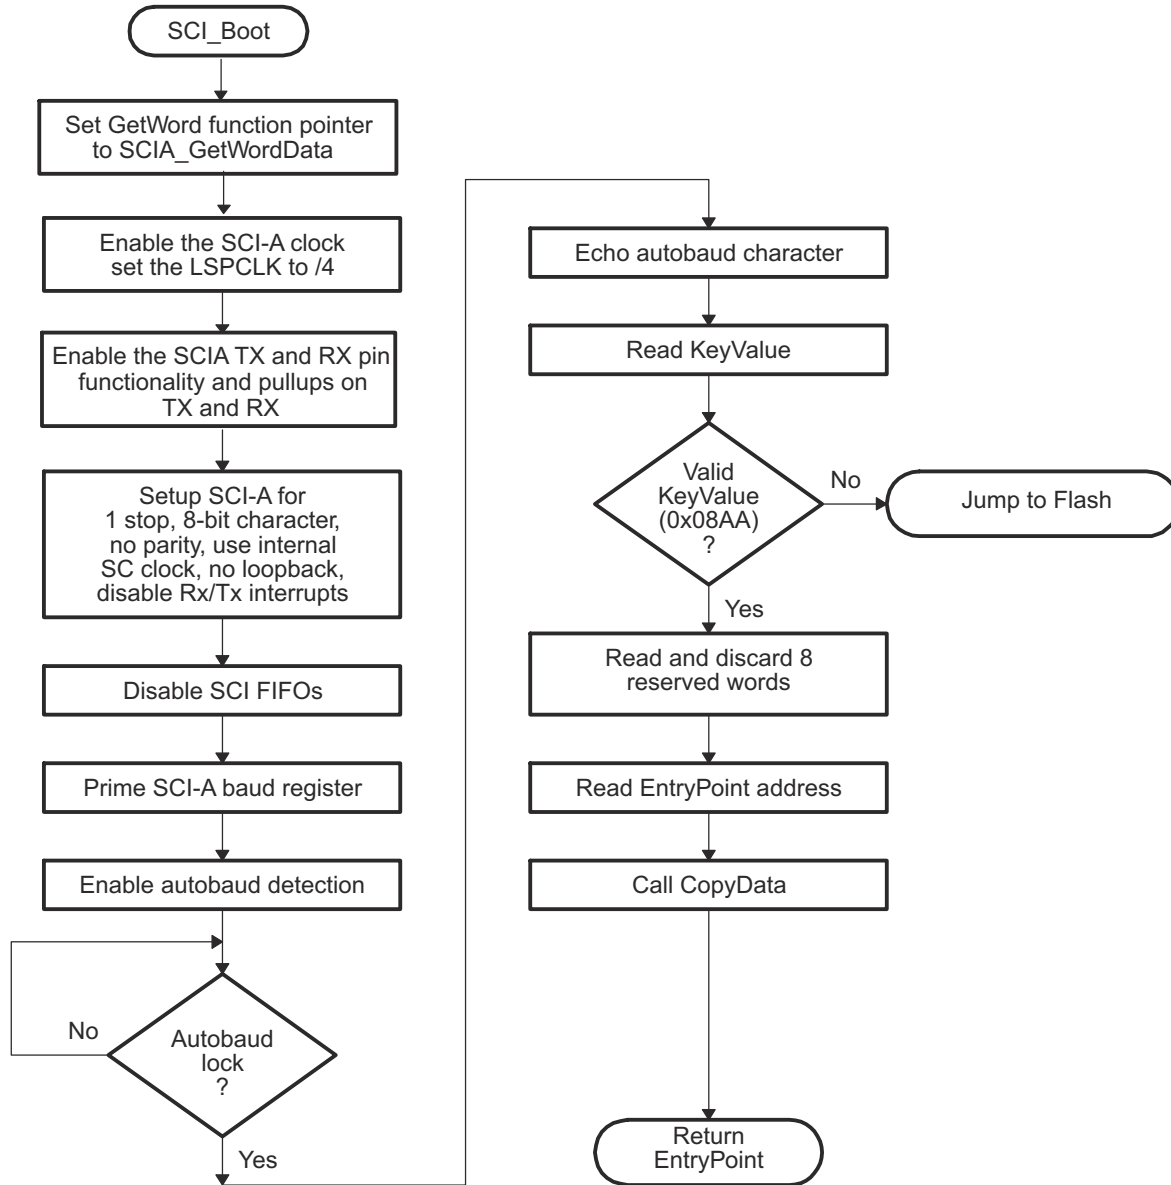 SCI_Boot
Set GetWord function pointer
to SCIA_GetWordData
Enable the SCI-A clock
set the LSPCLK to /4
Enable the SCIA TX and RX pin
functionality and pullups on
TX and RX
Setup SCI-A for
1 stop, 8-bit character,
no parity, use internal
SC clock, no loopback,
disable Rx/Tx interrupts
Disable SCI FIFOs
Prime SCI-A baud register
Enable autobaud detection
No
Autobaud
lock
?
Yes
Echo autobaud character
Read KeyValue
Valid
KeyValue
(0x08AA)
?
No
Jump to Flash
Yes
Read and discard 8
reserved words
Read EntryPoint address
Call CopyData
Return
EntryPoint